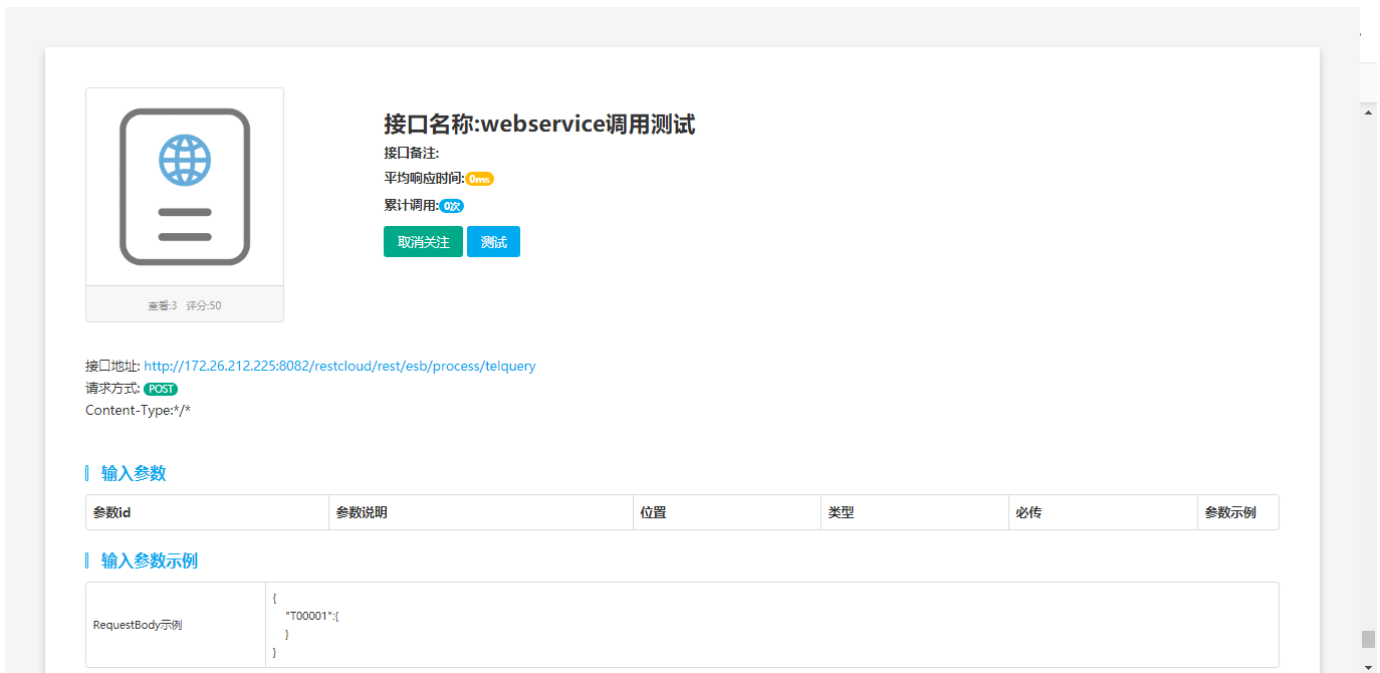 接口名称:webservice调用测试
接口备注:
平均响应时间:0ms
累计调用:0次
取消关注 测试
查看:3 评分:50
接口地址: http://172.26.212.225:8082/restcloud/rest/esb/process/telquery
请求方式: POST
Content-Type:*/*
输入参数
参数id 参数说明 位置 类型 必传 参数示例
输入参数示例
RequestBody示例
{
"T00001":{
}
}